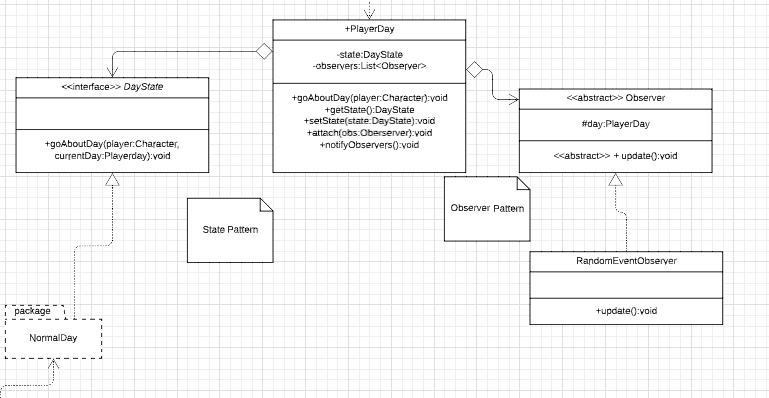 +PlayerDay
-state:DayState
-observers:List<Observer>
+goAboutDay(player:Character):void
+getState():DayState
+setState(state:DayState):void
+attach(obs:Oberserver):void
+notifyObservers():void
<<interface>> DayState
+goAboutDay(player:Character,
currentDay:Playerday):void
<<abstract>> Observer
#day:PlayerDay
<<abstract>> + update():void
State Pattern
Observer Pattern
RandomEventObserver
+update():void
package
NormalDay